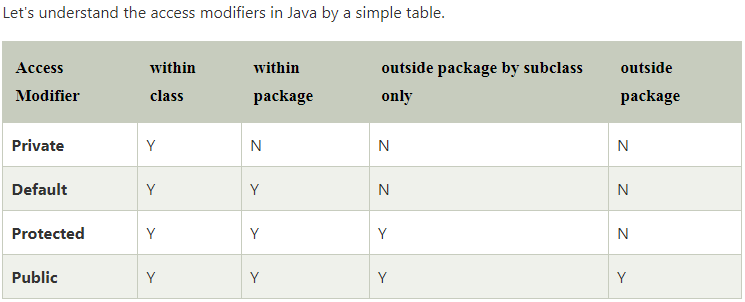 Let's understand the access modifiers in Java by a simple table.
Access Modifier within class within package outside package by subclass only outside package
Private Y N N N
Default Y Y N N
Protected Y Y Y N
Public Y Y Y Y